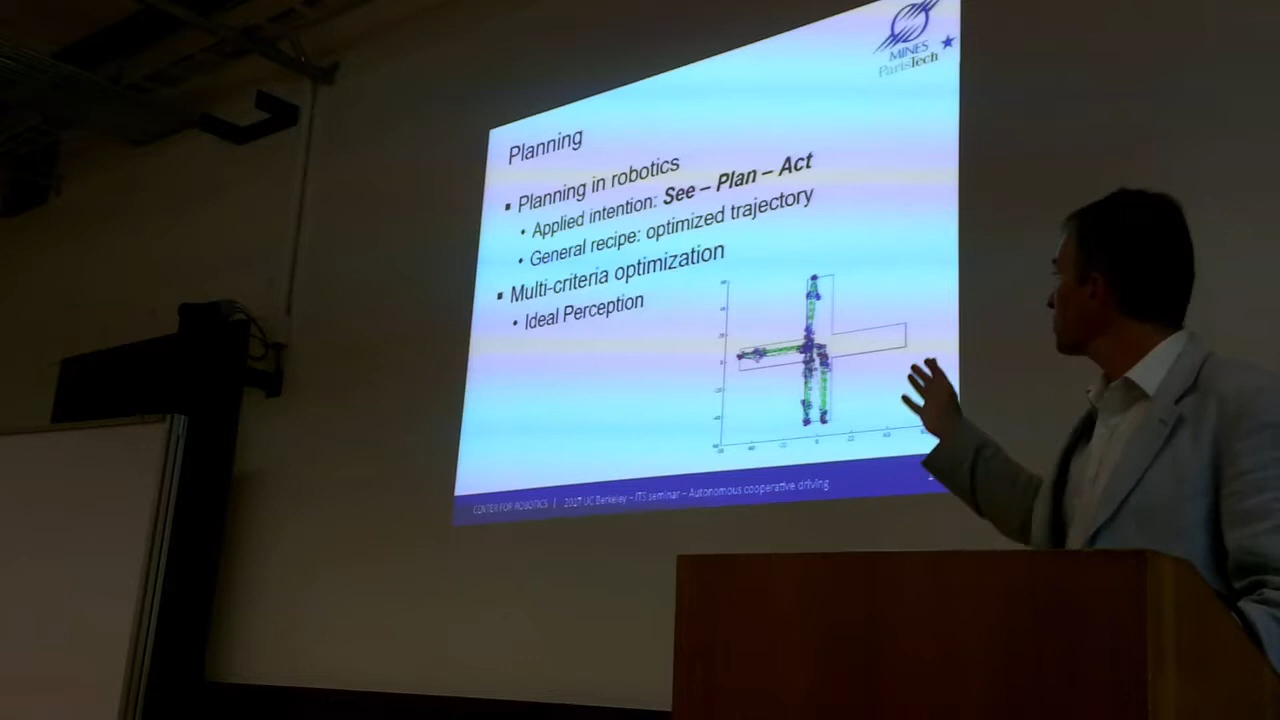 MINES
ParisTech
Planning
▪ Planning in robotics
• Applied intention: See – Plan – Act
• General recipe: optimized trajectory
▪ Multi-criteria optimization
• Ideal Perception
CENTER FOR ROBOTICS | 2017 UC Berkeley – ITS seminar – Autonomous cooperative driving